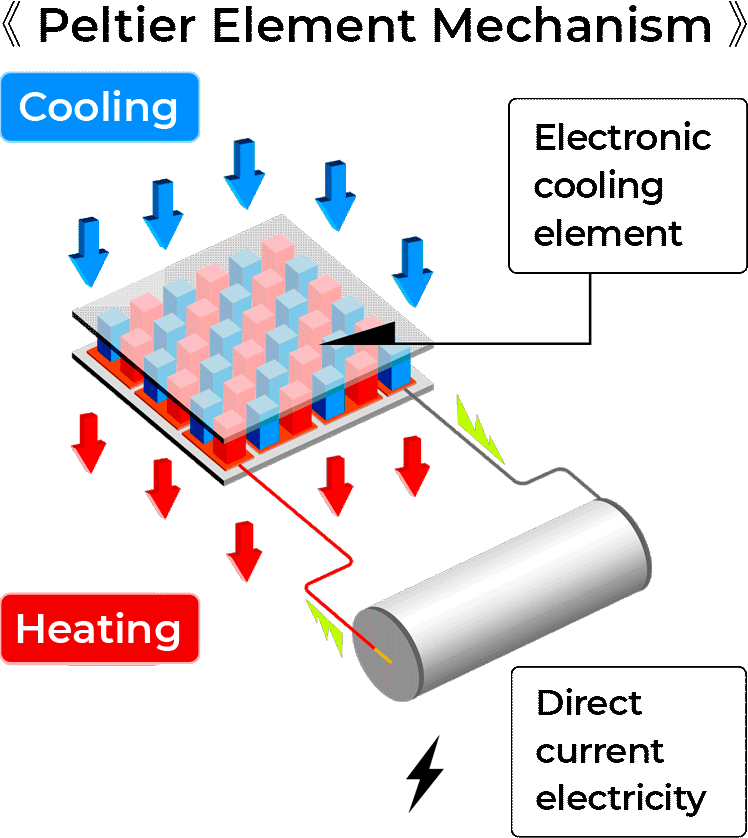 《 Peltier Element Mechanism 》
Cooling
Electronic
cooling
element
Heating
Direct
current
electricity